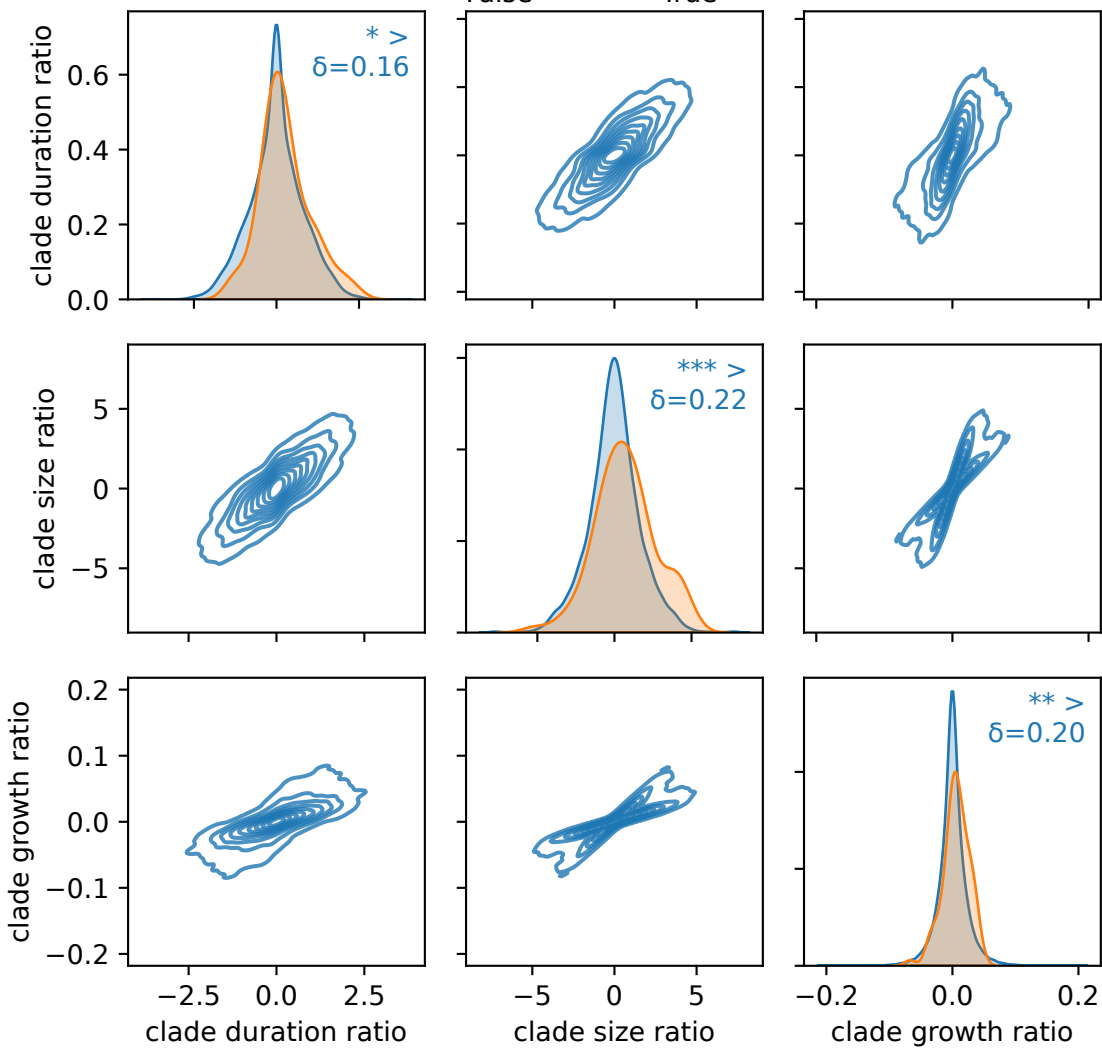 * >
δ=0.16
clade duration ratio
0.6
0.4
0.2
0.0
*** >
δ=0.22
clade size ratio
5
0
−5
** >
δ=0.20
clade growth ratio
0.2
0.1
0.0
−0.1
−0.2
−2.5 0.0 2.5
−5 0 5
−0.2 0.0 0.2
clade duration ratio
clade size ratio
clade growth ratio